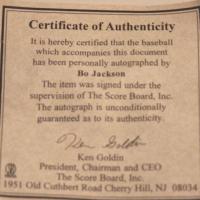 Certificate of Authenticity
It is hereby certified that the baseball
which accompanies this document
has been personally autographed by
Bo Jackson
The item was signed under the
supervision of The Score Board, Inc.
The autograph is unconditionally
guaranteed as to its authenticity.
Ken Goldin
Ken Goldin
President, Chairman and CEO
The Score Board, Inc.
1951 Old Cuthbert Road Cherry Hill, NJ 08034